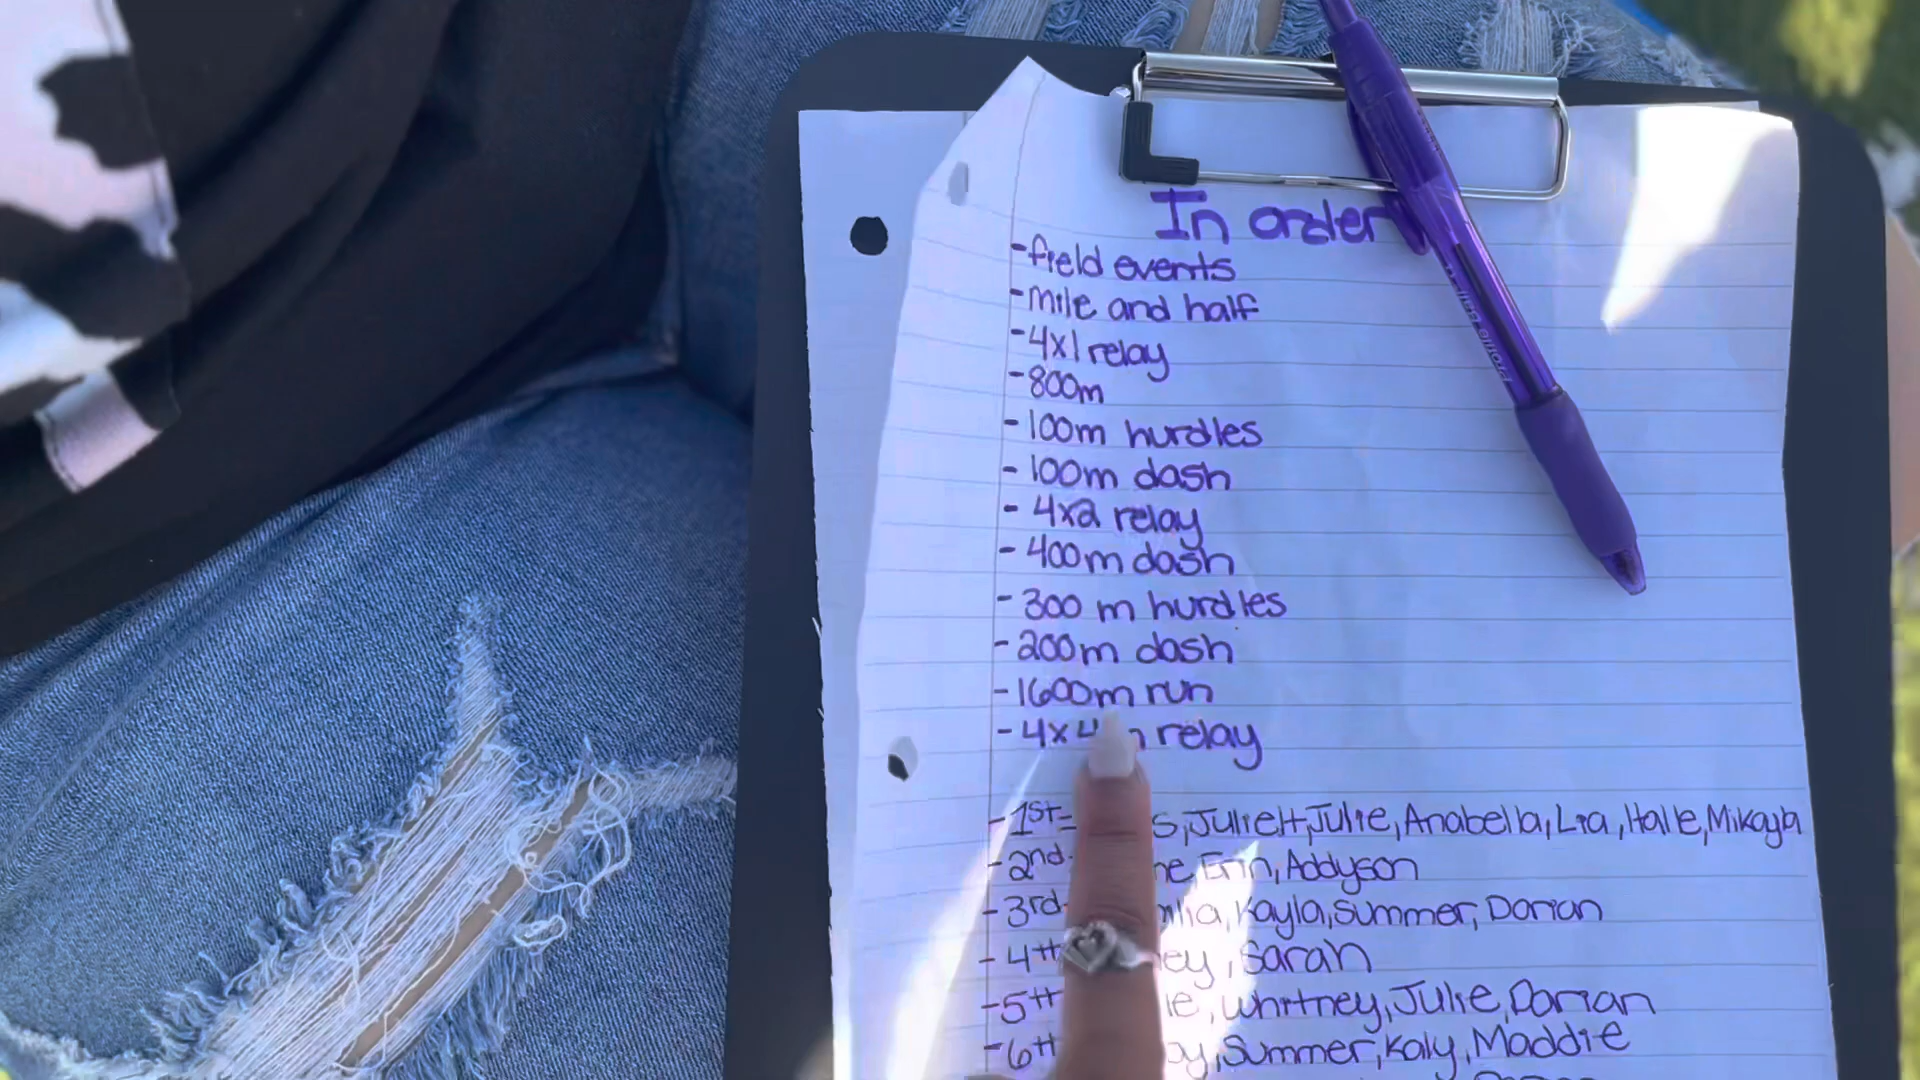 In order
-field events
-mile and half
-4x1 relay
-800m
-100m hurdles
-100m dash
-4x2 relay
-400m dash
-300 m hurdles
-200m dash
-1600m run
-4x4 relay
-1st- Juliett, Julie, Anabella, Lia, Halle, Mikayla
-2nd- Erin, Addyson
-3rd- Kayla, Summer, Dorian
-4th , Sarah
-5th , Whitney, Julie, Dorian
-6th , Summer, Kaly, Maddie